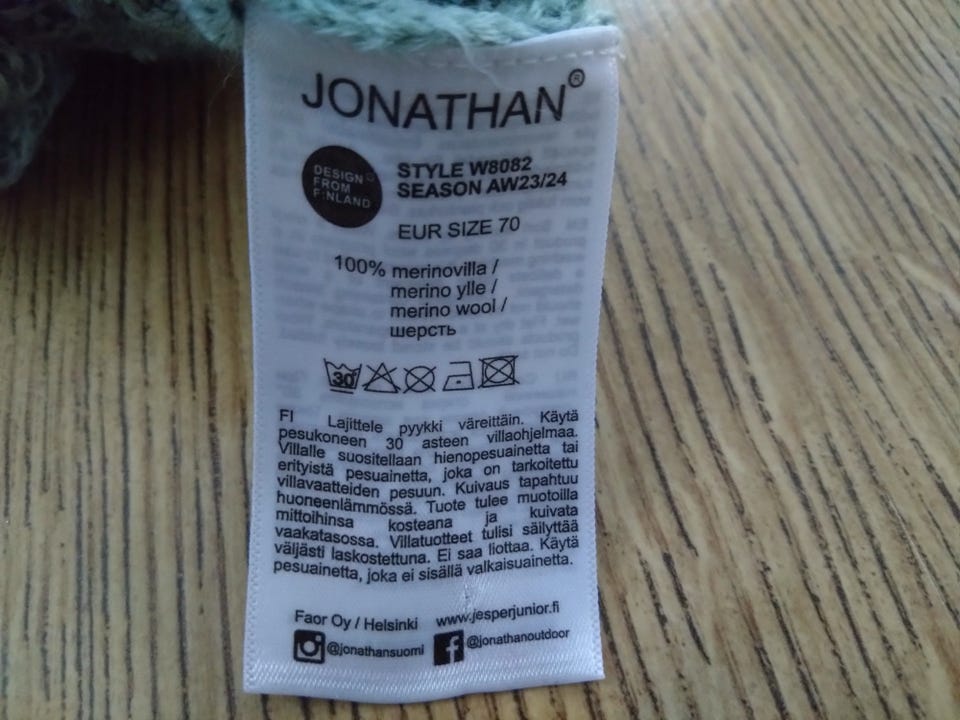 JONATHAN®
DESIGN
FROM
FINLAND
STYLE W8082
SEASON AW23/24
EUR SIZE 70
100% merinovilla /
merino ylle /
merino wool /
шерсть
30
FI Lajittele pyykki väreittäin. Käytä
pesukoneen 30 asteen villaohjelmaa.
Villalle suositellaan hienopesuainetta tai
erityistä pesuainetta, joka on tarkoitettu
villavaatteiden pesuun. Kuivaus tapahtuu
huoneenlämmössä. Tuote tulee muotoilla
mittoihinsa kosteana ja kuivata
vaakatasossa. Villatuotteet tulisi säilyttää
väljästi laskostettuna. Ei saa liottaa. Käytä
pesuainetta, joka ei sisällä valkaisuainetta.
Faor Oy / Helsinki www.jesperjunior.fi
@jonathansuomi f @jonathanoutdoor